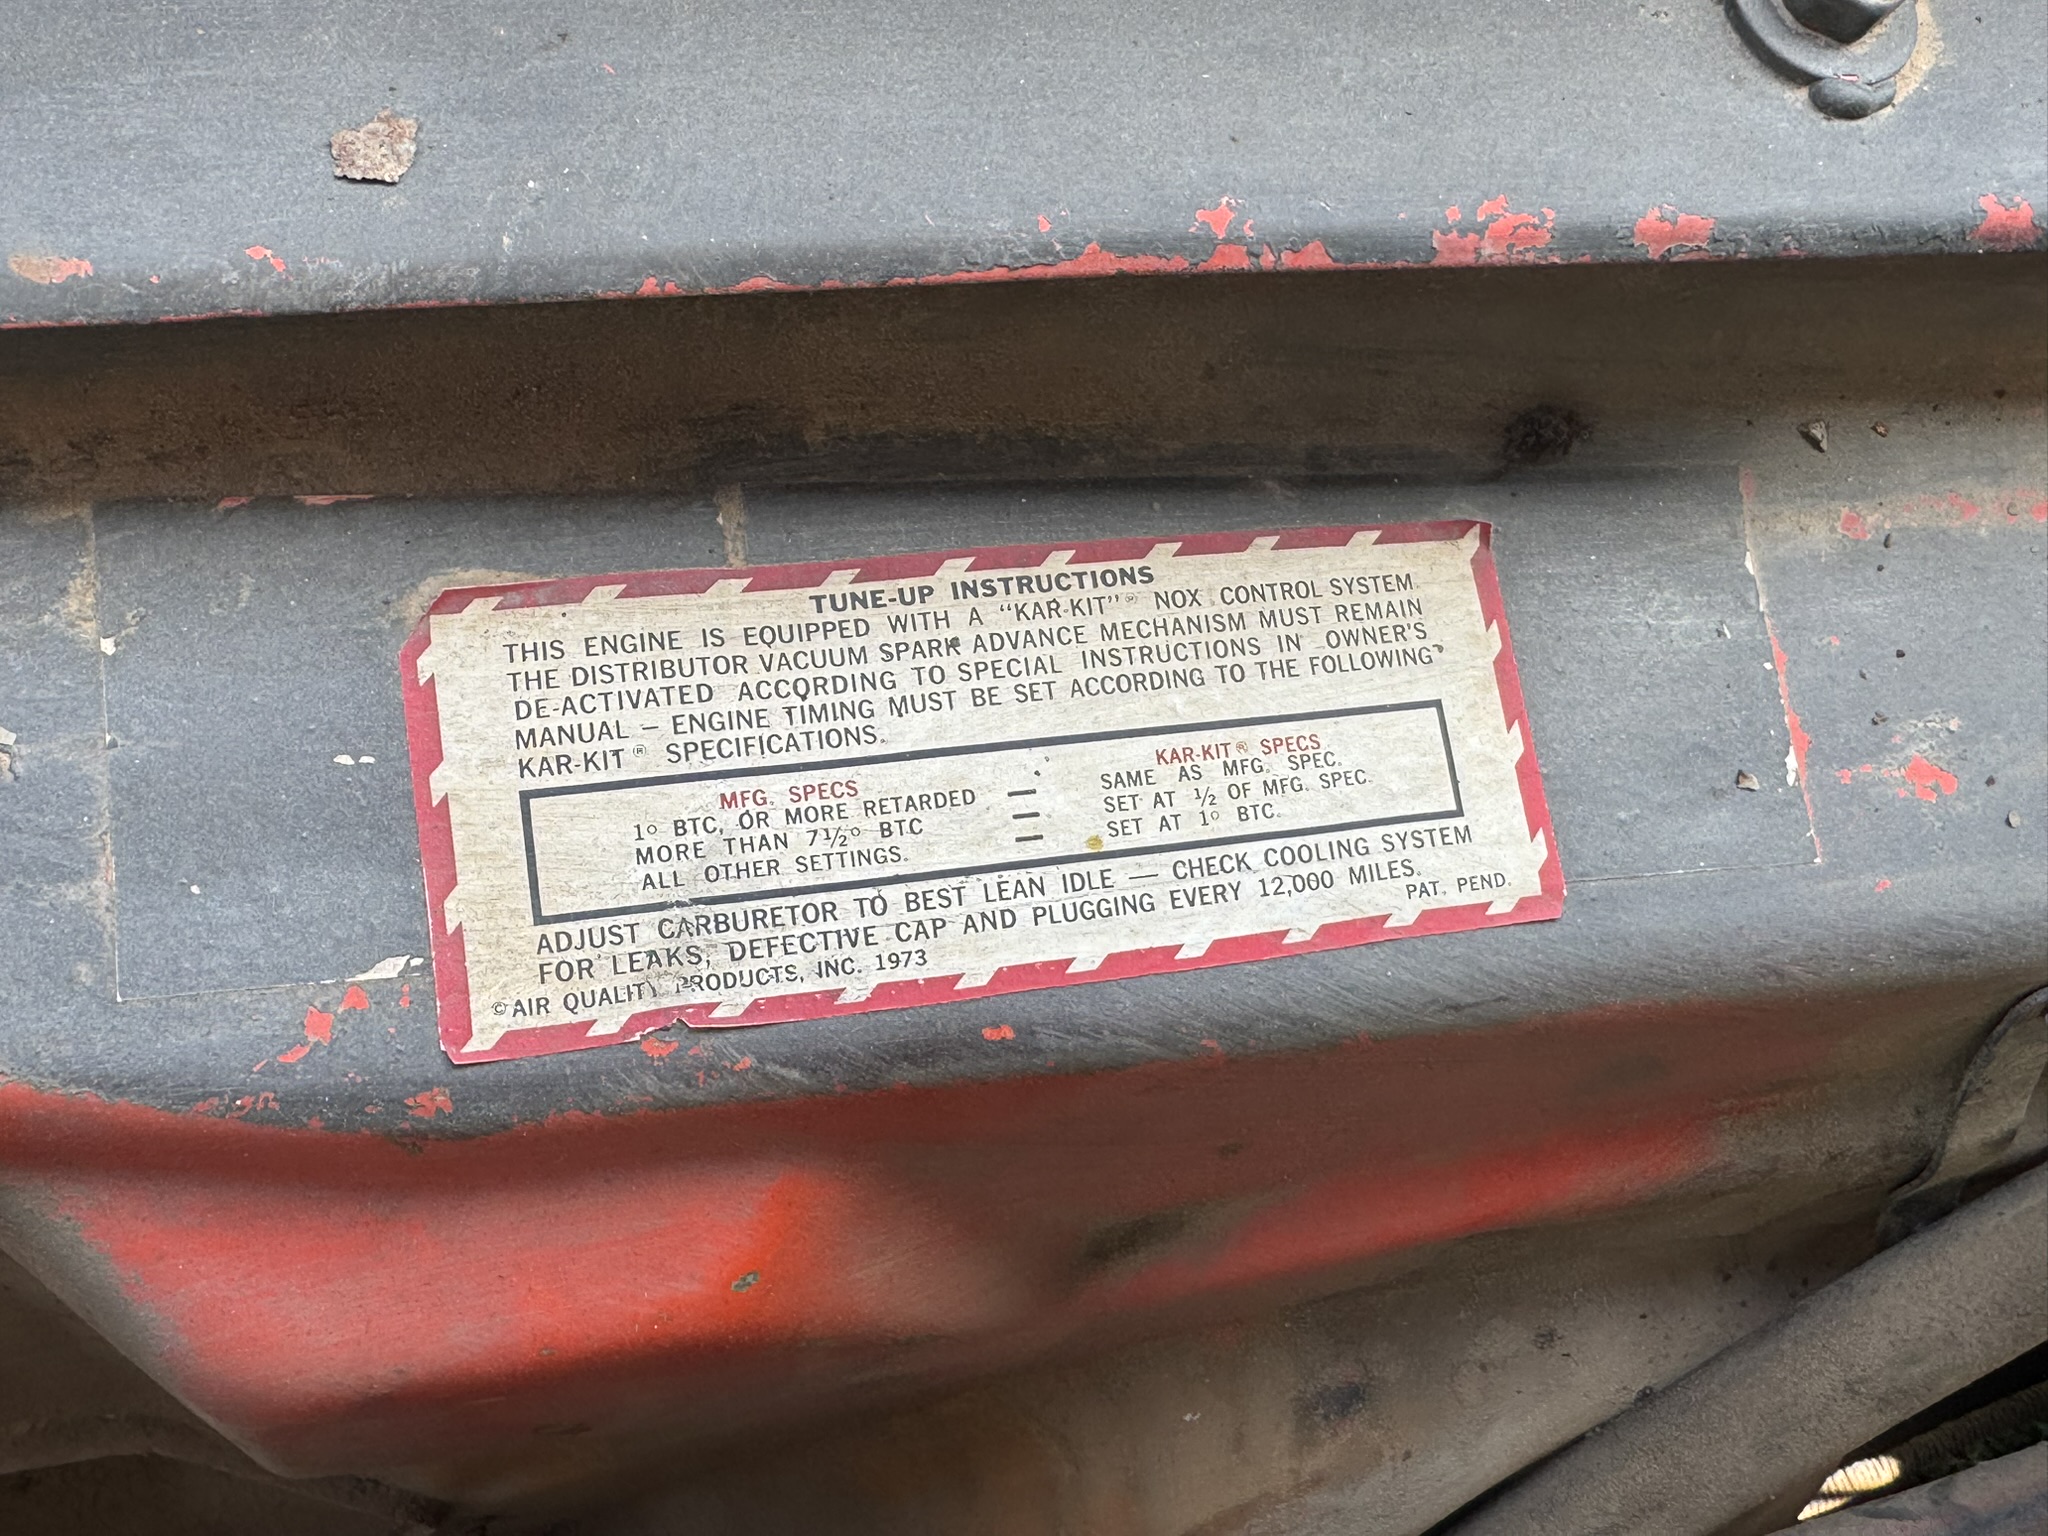 TUNE-UP INSTRUCTIONS
THIS ENGINE IS EQUIPPED WITH A "KAR-KIT"® NOX CONTROL SYSTEM.
THE DISTRIBUTOR VACUUM SPARK ADVANCE MECHANISM MUST REMAIN
DE-ACTIVATED ACCORDING TO SPECIAL INSTRUCTIONS IN OWNER'S
MANUAL — ENGINE TIMING MUST BE SET ACCORDING TO THE FOLLOWING
KAR-KIT® SPECIFICATIONS.
MFG. SPECS KAR-KIT® SPECS
1° BTC, OR MORE RETARDED — SAME AS MFG. SPEC.
MORE THAN 7½° BTC — SET AT ½ OF MFG. SPEC.
ALL OTHER SETTINGS. — SET AT 1° BTC.
ADJUST CARBURETOR TO BEST LEAN IDLE — CHECK COOLING SYSTEM
FOR LEAKS, DEFECTIVE CAP AND PLUGGING EVERY 12,000 MILES.
©AIR QUALITY PRODUCTS, INC. 1973 PAT. PEND.